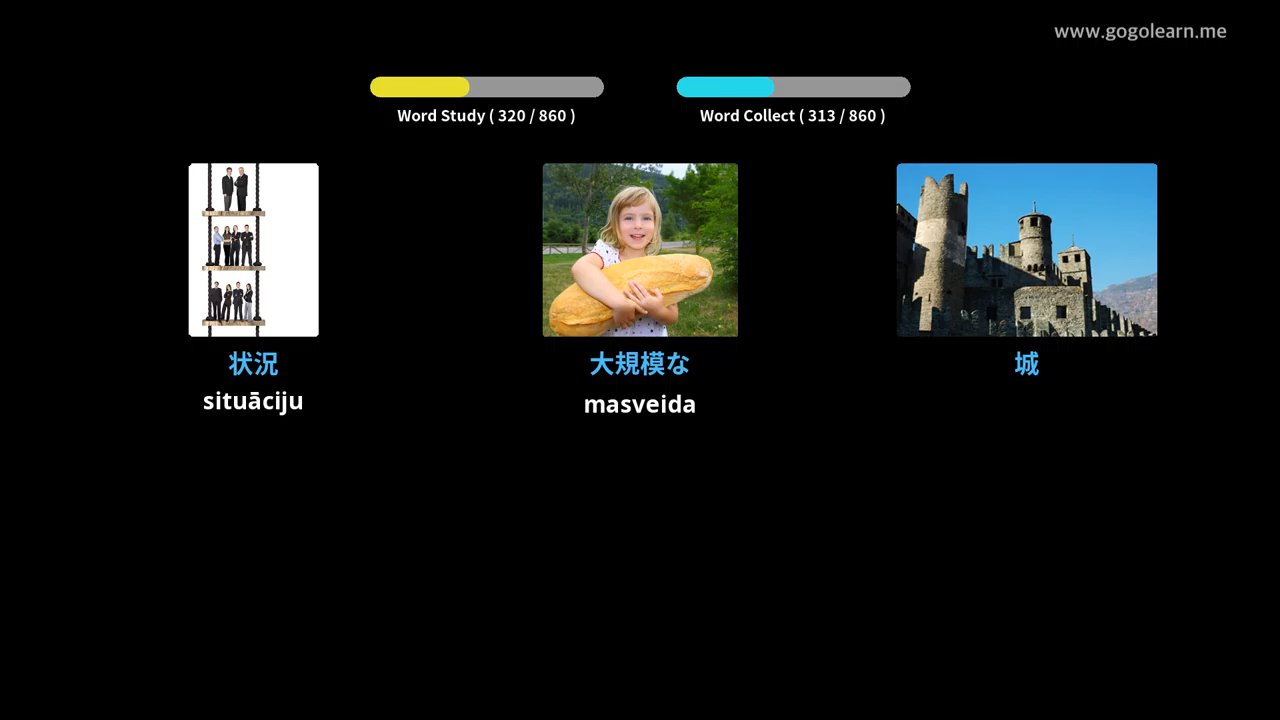 www.gogolearn.me
Word Study ( 320 / 860 )
Word Collect ( 313 / 860 )
状況
大規模な
城
situāciju
masveida